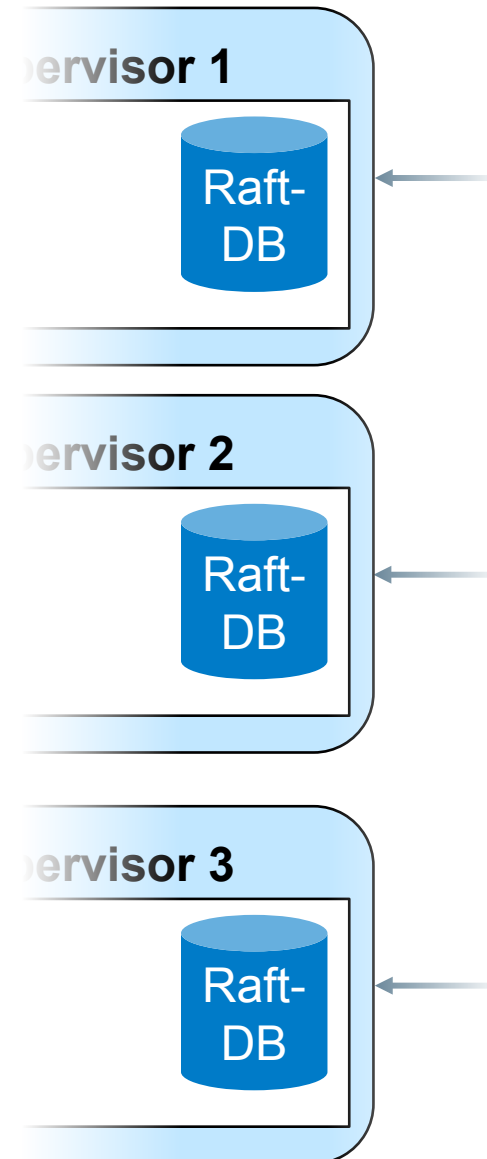 pervisor 1
Raft-
DB
pervisor 2
Raft-
DB
pervisor 3
Raft-
DB